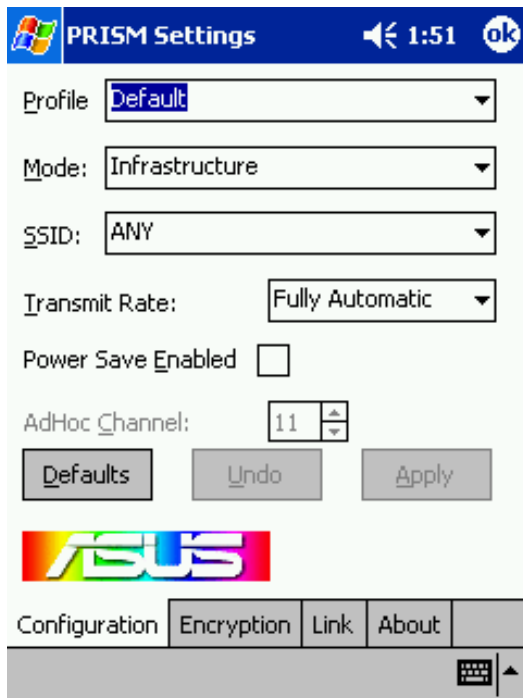 PRISM Settings 1:51 ok
Profile Default
Mode: Infrastructure
SSID: ANY
Transmit Rate: Fully Automatic
Power Save Enabled
AdHoc Channel: 11
Defaults Undo Apply
ASUS
Configuration Encryption Link About